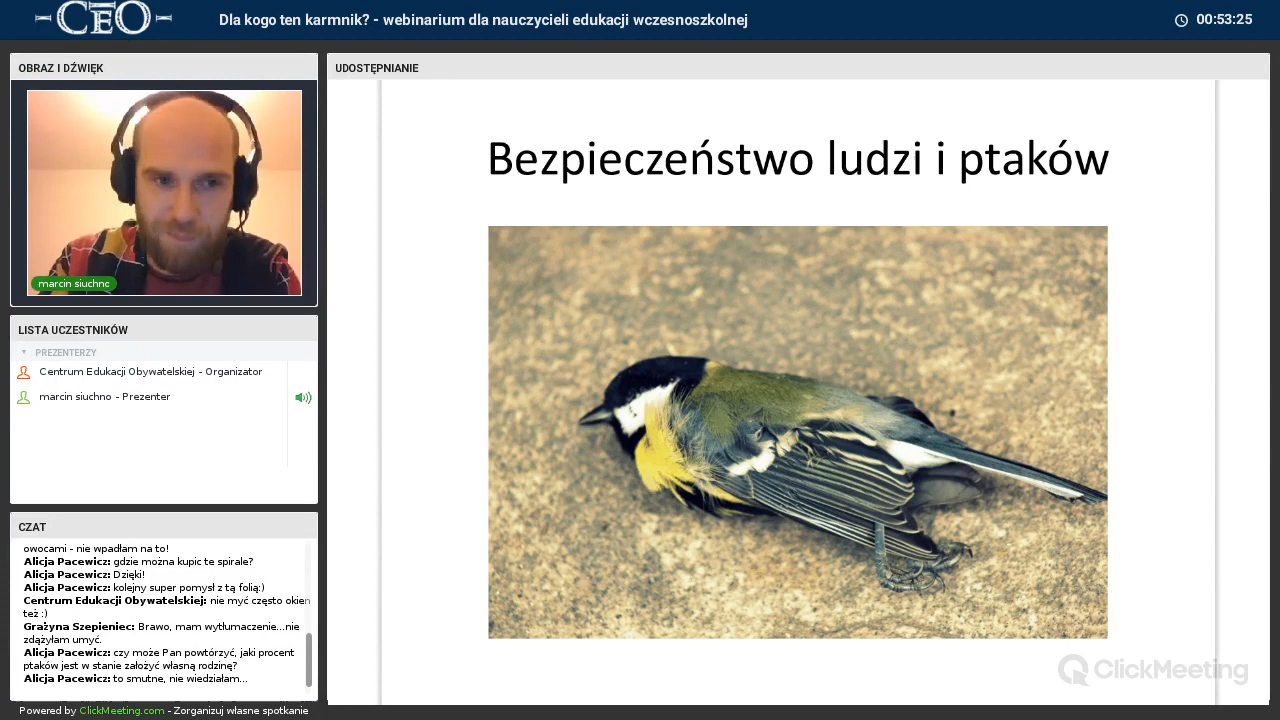 CEO
Dla kogo ten karmnik? - webinarium dla nauczycieli edukacji wczesnoszkolnej
00:53:25
OBRAZ I DŹWIĘK
marcin siuchno
LISTA UCZESTNIKÓW
PREZENTERZY
Centrum Edukacji Obywatelskiej - Organizator
marcin siuchno - Prezenter
CZAT
owocami - nie wpadłam na to!
Alicja Pacewicz: gdzie można kupic te spirale?
Alicja Pacewicz: Dzięki!
Alicja Pacewicz: kolejny super pomysł z tą folią:)
Centrum Edukacji Obywatelskiej: nie myć często okien
też :)
Grażyna Szepieniec: Brawo, mam wytłumaczenie...nie
zdążyłam umyć.
Alicja Pacewicz: czy może Pan powtórzyć, jaki procent
ptaków jest w stanie założyć własną rodzinę?
Alicja Pacewicz: to smutne, nie wiedziałam...
Powered by ClickMeeting.com - Zorganizuj własne spotkanie
UDOSTĘPNIANIE
Bezpieczeństwo ludzi i ptaków
ClickMeeting